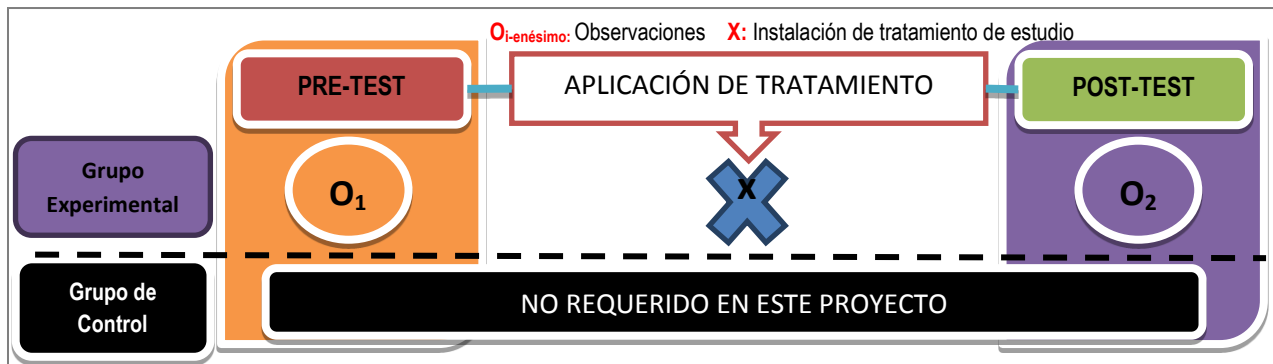 Oi-enésimo: Observaciones X: Instalación de tratamiento de estudio
PRE-TEST
APLICACIÓN DE TRATAMIENTO
POST-TEST
Grupo
Experimental
O1
X
O2
Grupo de
Control
NO REQUERIDO EN ESTE PROYECTO